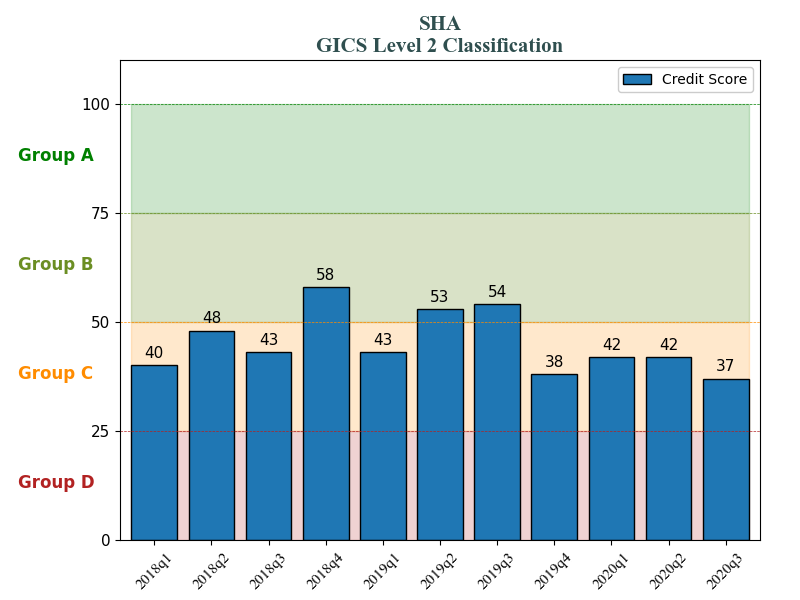 SHA
GICS Level 2 Classification
Credit Score
100
Group A
75
Group B
50
Group C
25
Group D
0
40
48
43
58
43
53
54
38
42
42
37
2018q1
2018q2
2018q3
2018q4
2019q1
2019q2
2019q3
2019q4
2020q1
2020q2
2020q3